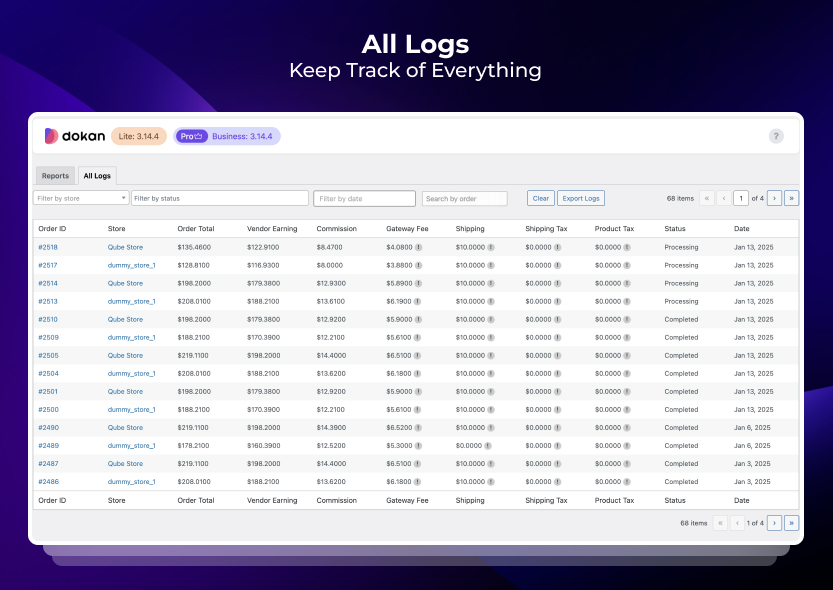 All Logs
Keep Track of Everything
dokan Lite: 3.14.4 Pro Business: 3.14.4 ?
Reports All Logs
Filter by store Filter by status Filter by date Search by order Clear Export Logs 68 items « ‹ 1 of 4 › »
Order ID Store Order Total Vendor Earning Commission Gateway Fee Shipping Shipping Tax Product Tax Status Date
#2518 Qube Store $135.4600 $122.9100 $8.4700 $4.0800 ! $10.0000 ! $0.0000 ! $0.0000 ! Processing Jan 13, 2025
#2517 dummy_store_1 $128.8100 $116.9300 $8.0000 $3.8800 ! $10.0000 ! $0.0000 ! $0.0000 ! Processing Jan 13, 2025
#2514 Qube Store $198.2000 $179.3800 $12.9300 $5.8900 ! $10.0000 ! $0.0000 ! $0.0000 ! Processing Jan 13, 2025
#2513 dummy_store_1 $208.0100 $188.2100 $13.6100 $6.1900 ! $10.0000 ! $0.0000 ! $0.0000 ! Processing Jan 13, 2025
#2510 Qube Store $198.2000 $179.3800 $12.9200 $5.9000 ! $10.0000 ! $0.0000 ! $0.0000 ! Completed Jan 13, 2025
#2509 dummy_store_1 $188.2100 $170.3900 $12.2100 $5.6100 ! $10.0000 ! $0.0000 ! $0.0000 ! Completed Jan 13, 2025
#2505 Qube Store $219.1100 $198.2000 $14.4000 $6.5100 ! $10.0000 ! $0.0000 ! $0.0000 ! Completed Jan 13, 2025
#2504 dummy_store_1 $208.0100 $188.2100 $13.6200 $6.1800 ! $10.0000 ! $0.0000 ! $0.0000 ! Completed Jan 13, 2025
#2501 Qube Store $198.2000 $179.3800 $12.9200 $5.9000 ! $10.0000 ! $0.0000 ! $0.0000 ! Completed Jan 13, 2025
#2500 dummy_store_1 $188.2100 $170.3900 $12.2100 $5.6100 ! $10.0000 ! $0.0000 ! $0.0000 ! Completed Jan 13, 2025
#2490 Qube Store $219.1100 $198.2000 $14.3900 $6.5200 ! $10.0000 ! $0.0000 ! $0.0000 ! Completed Jan 6, 2025
#2489 dummy_store_1 $178.2100 $160.3900 $12.5200 $5.3000 ! $0.0000 ! $0.0000 ! $0.0000 ! Completed Jan 6, 2025
#2487 Qube Store $219.1100 $198.2000 $14.4000 $6.5100 ! $10.0000 ! $0.0000 ! $0.0000 ! Completed Jan 3, 2025
#2486 dummy_store_1 $208.0100 $188.2100 $13.6200 $6.1800 ! $10.0000 ! $0.0000 ! $0.0000 ! Completed Jan 3, 2025
Order ID Store Order Total Vendor Earning Commission Gateway Fee Shipping Shipping Tax Product Tax Status Date
68 items « ‹ 1 of 4 › »